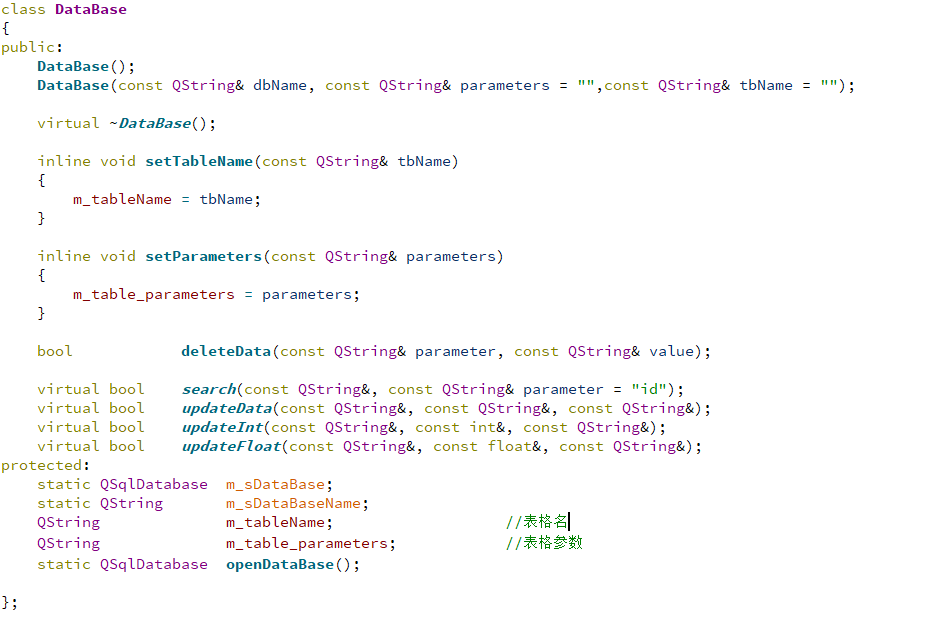 class DataBase
{
public:
    DataBase();
    DataBase(const QString& dbName, const QString& parameters = "",const QString& tbName = "");

    virtual ~DataBase();

    inline void setTableName(const QString& tbName)
    {
        m_tableName = tbName;
    }

    inline void setParameters(const QString& parameters)
    {
        m_table_parameters = parameters;
    }

    bool            deleteData(const QString& parameter, const QString& value);

    virtual bool    search(const QString&, const QString& parameter = "id");
    virtual bool    updateData(const QString&, const QString&, const QString&);
    virtual bool    updateInt(const QString&, const int&, const QString&);
    virtual bool    updateFloat(const QString&, const float&, const QString&);
protected:
    static QSqlDatabase  m_sDataBase;
    static QString       m_sDataBaseName;
    QString              m_tableName;                   //表格名
    QString              m_table_parameters;            //表格参数
    static QSqlDatabase  openDataBase();

};